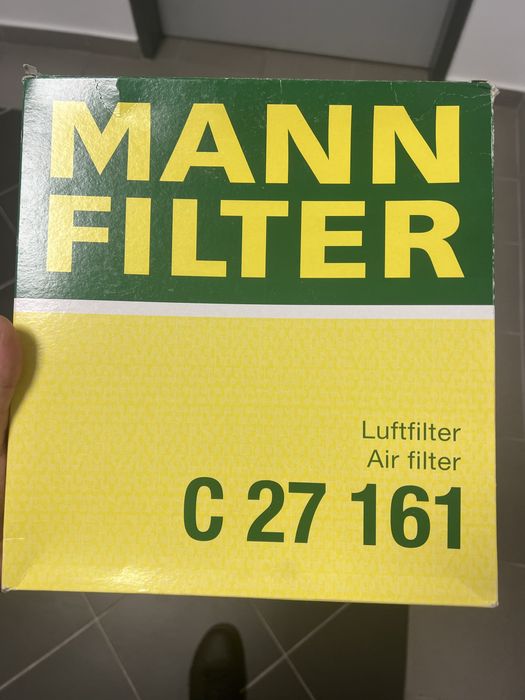 MANN
FILTER
Luftfilter
Air filter
C 27 161